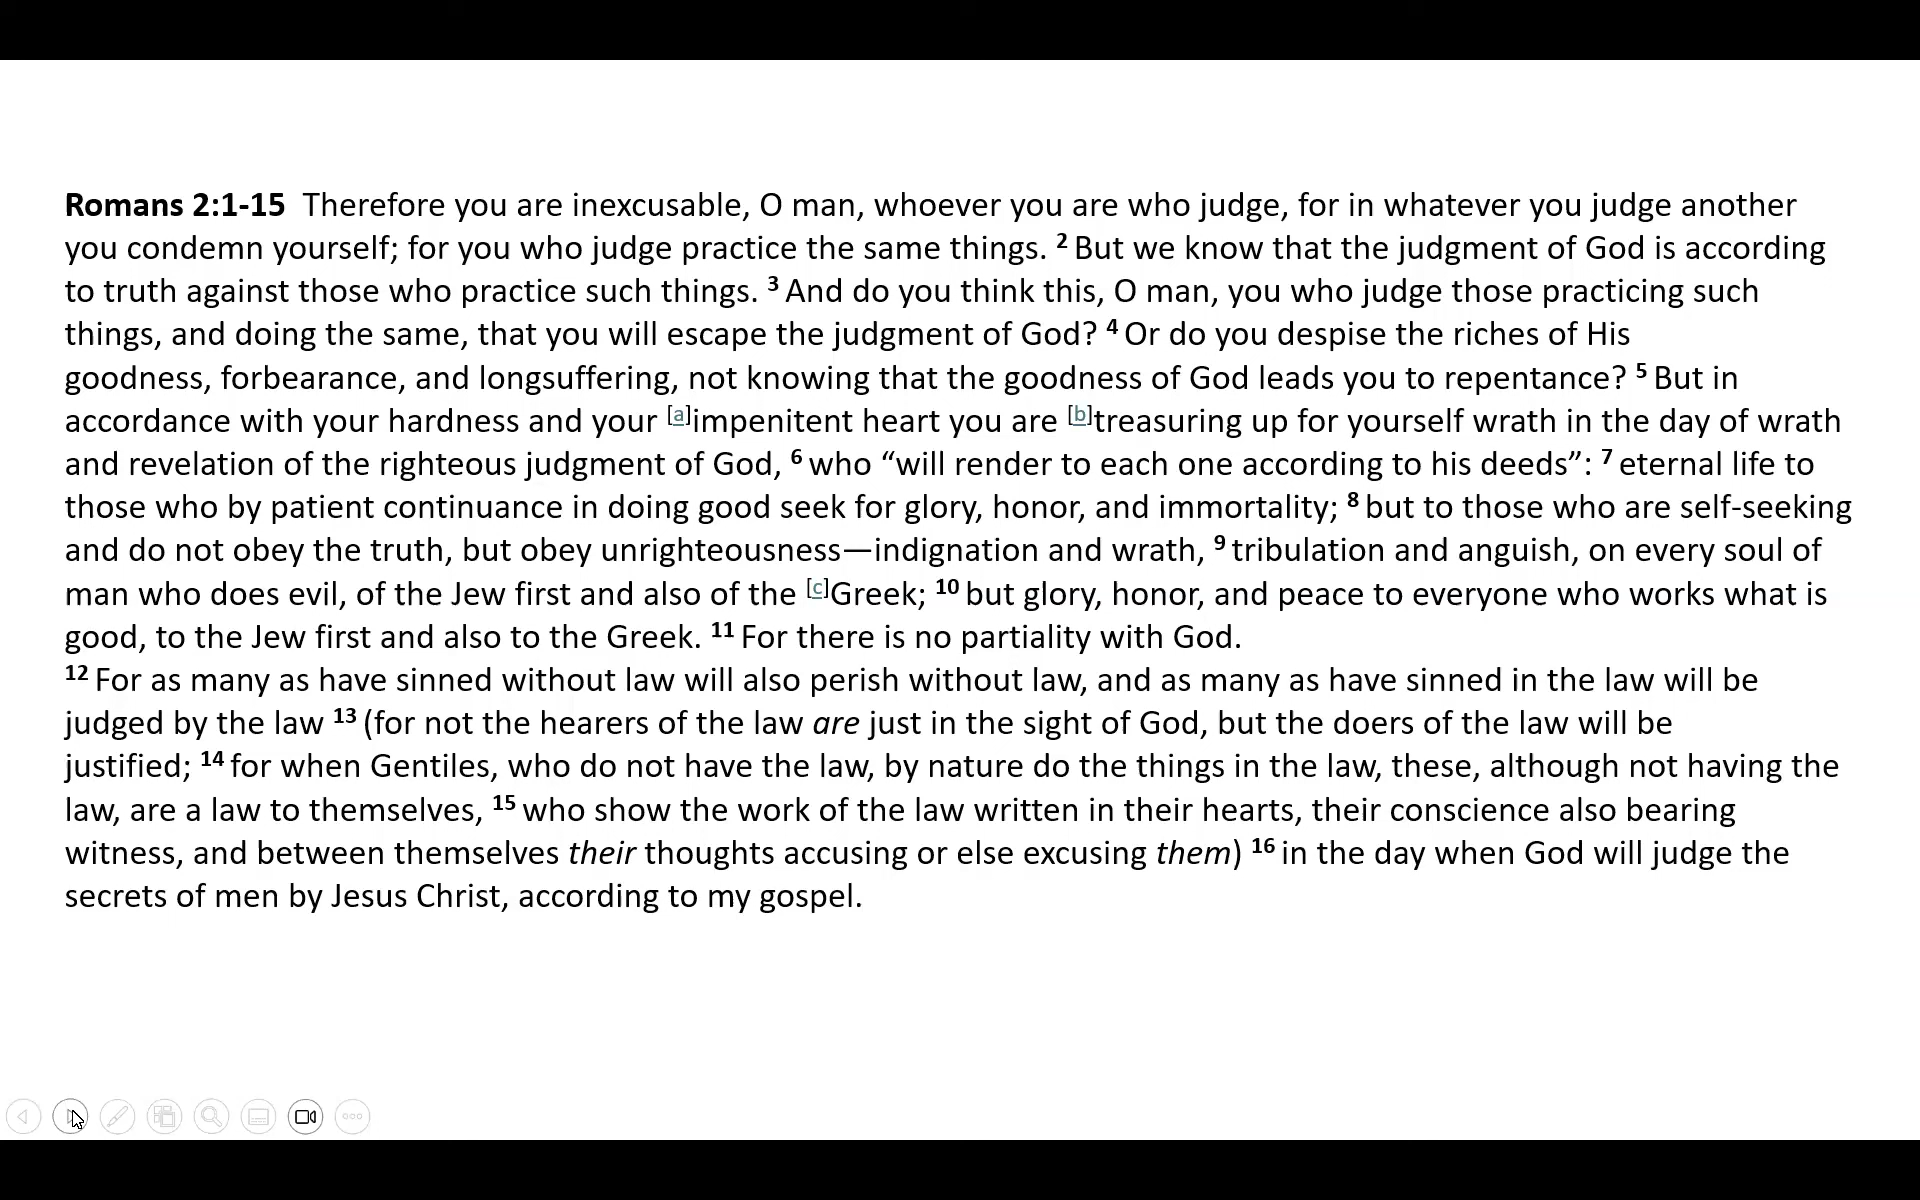 Romans 2:1-15 Therefore you are inexcusable, O man, whoever you are who judge, for in whatever you judge another
you condemn yourself; for you who judge practice the same things. 2 But we know that the judgment of God is according
to truth against those who practice such things. 3 And do you think this, O man, you who judge those practicing such
things, and doing the same, that you will escape the judgment of God? 4 Or do you despise the riches of His
goodness, forbearance, and longsuffering, not knowing that the goodness of God leads you to repentance? 5 But in
accordance with your hardness and your [a]impenitent heart you are [b]treasuring up for yourself wrath in the day of wrath
and revelation of the righteous judgment of God, 6 who “will render to each one according to his deeds”: 7 eternal life to
those who by patient continuance in doing good seek for glory, honor, and immortality; 8 but to those who are self-seeking
and do not obey the truth, but obey unrighteousness—indignation and wrath, 9 tribulation and anguish, on every soul of
man who does evil, of the Jew first and also of the [c]Greek; 10 but glory, honor, and peace to everyone who works what is
good, to the Jew first and also to the Greek. 11 For there is no partiality with God.
12 For as many as have sinned without law will also perish without law, and as many as have sinned in the law will be
judged by the law 13 (for not the hearers of the law are just in the sight of God, but the doers of the law will be
justified; 14 for when Gentiles, who do not have the law, by nature do the things in the law, these, although not having the
law, are a law to themselves, 15 who show the work of the law written in their hearts, their conscience also bearing
witness, and between themselves their thoughts accusing or else excusing them) 16 in the day when God will judge the
secrets of men by Jesus Christ, according to my gospel.